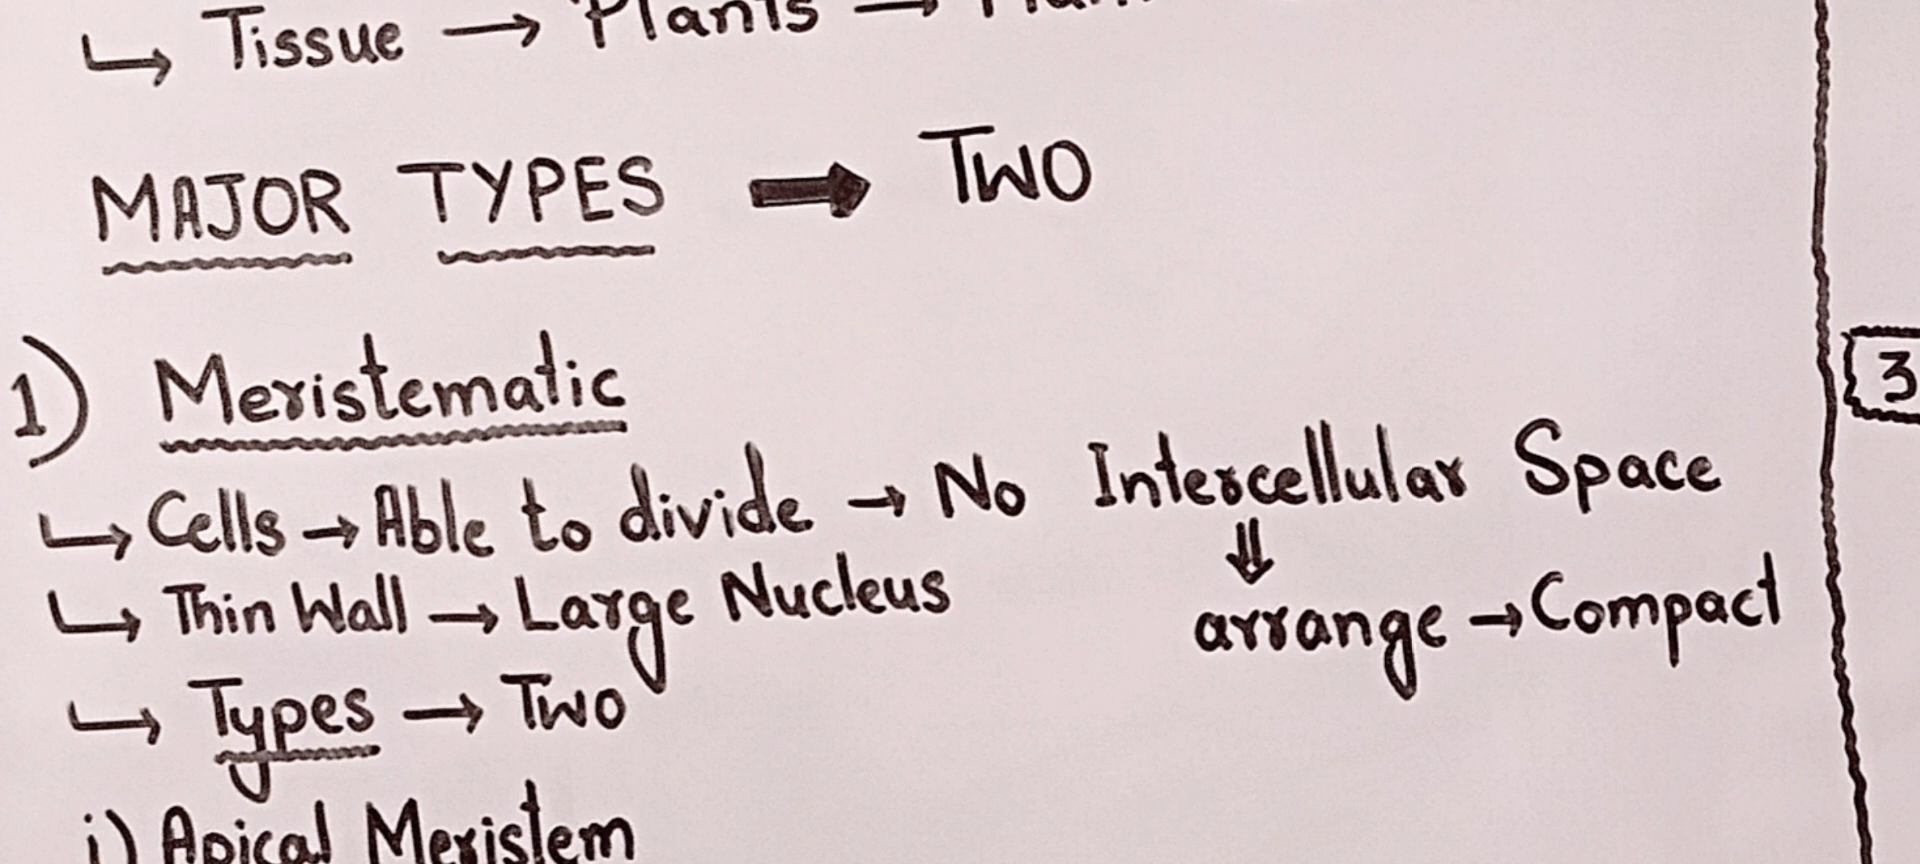 ↳ Tissue → Plants →
MAJOR TYPES ➡ TWO
1) Meristematic
↳ Cells → Able to divide → No Intercellular Space
⇓
↳ Thin Wall → Large Nucleus arrange → Compact
↳ Types → Two
i) Apical Meristem
3